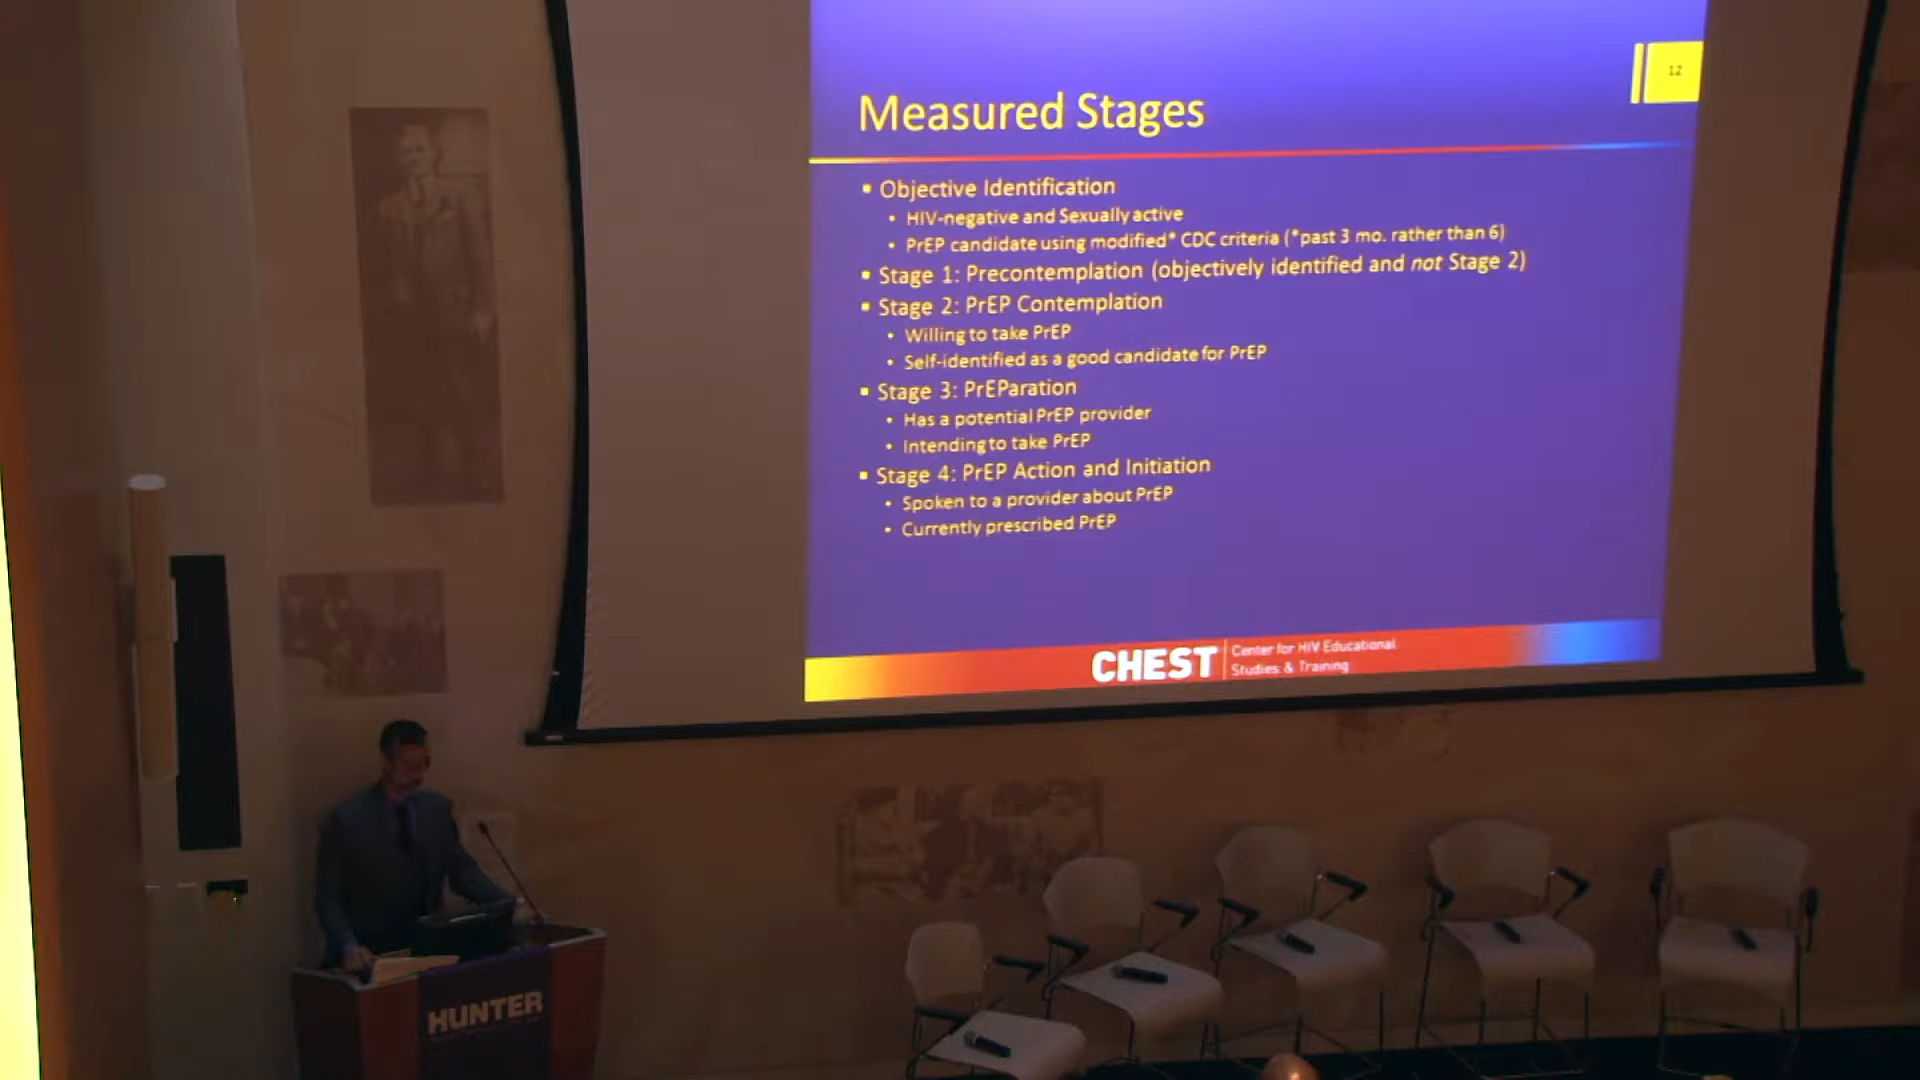 12
Measured Stages
▪ Objective Identification
• HIV-negative and Sexually active
• PrEP candidate using modified* CDC criteria (*past 3 mo. rather than 6)
▪ Stage 1: Precontemplation (objectively identified and not Stage 2)
▪ Stage 2: PrEP Contemplation
• Willing to take PrEP
• Self-identified as a good candidate for PrEP
▪ Stage 3: PrEParation
• Has a potential PrEP provider
• Intending to take PrEP
▪ Stage 4: PrEP Action and Initiation
• Spoken to a provider about PrEP
• Currently prescribed PrEP
CHEST
Center for HIV Educational
Studies & Training
HUNTER